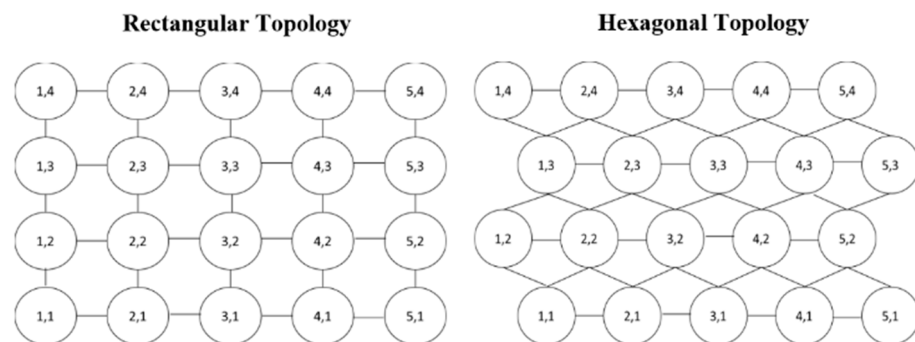 Rectangular Topology
1,4 2,4 3,4 4,4 5,4
1,3 2,3 3,3 4,3 5,3
1,2 2,2 3,2 4,2 5,2
1,1 2,1 3,1 4,1 5,1
Hexagonal Topology
1,4 2,4 3,4 4,4 5,4
1,3 2,3 3,3 4,3 5,3
1,2 2,2 3,2 4,2 5,2
1,1 2,1 3,1 4,1 5,1